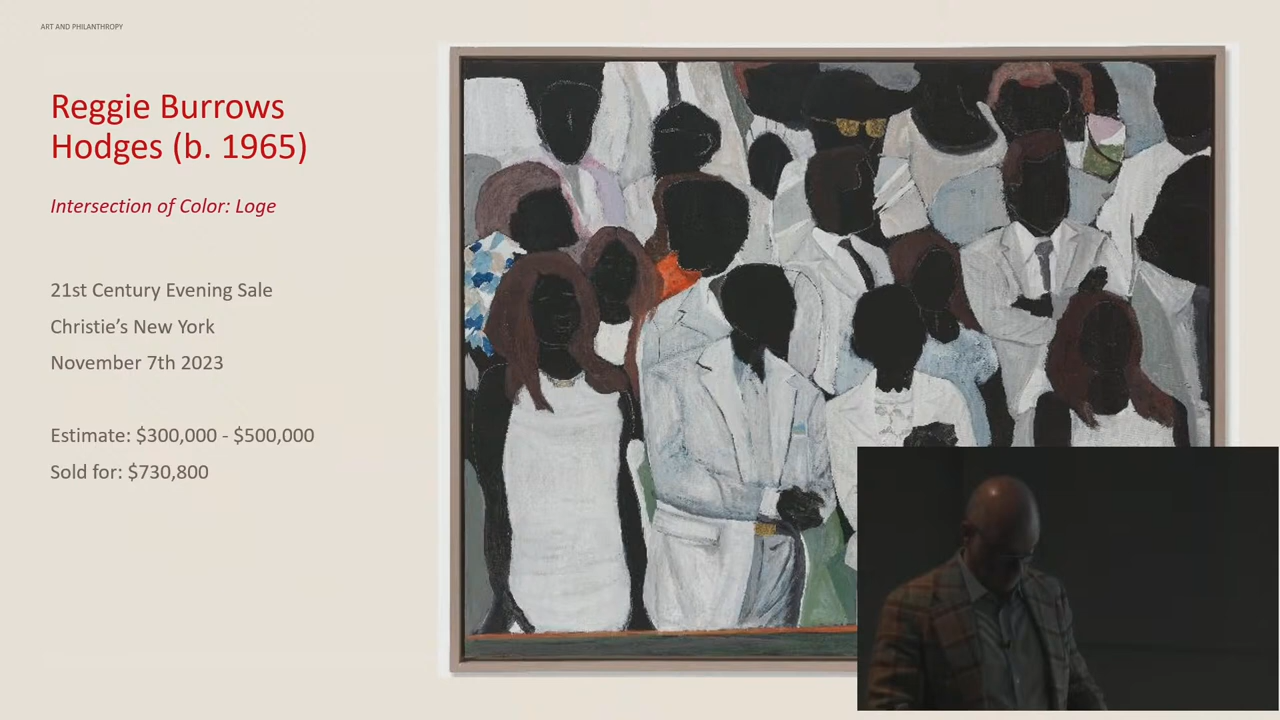 ART AND PHILANTHROPY
Reggie Burrows
Hodges (b. 1965)
Intersection of Color: Loge
21st Century Evening Sale
Christie’s New York
November 7th 2023
Estimate: $300,000 - $500,000
Sold for: $730,800